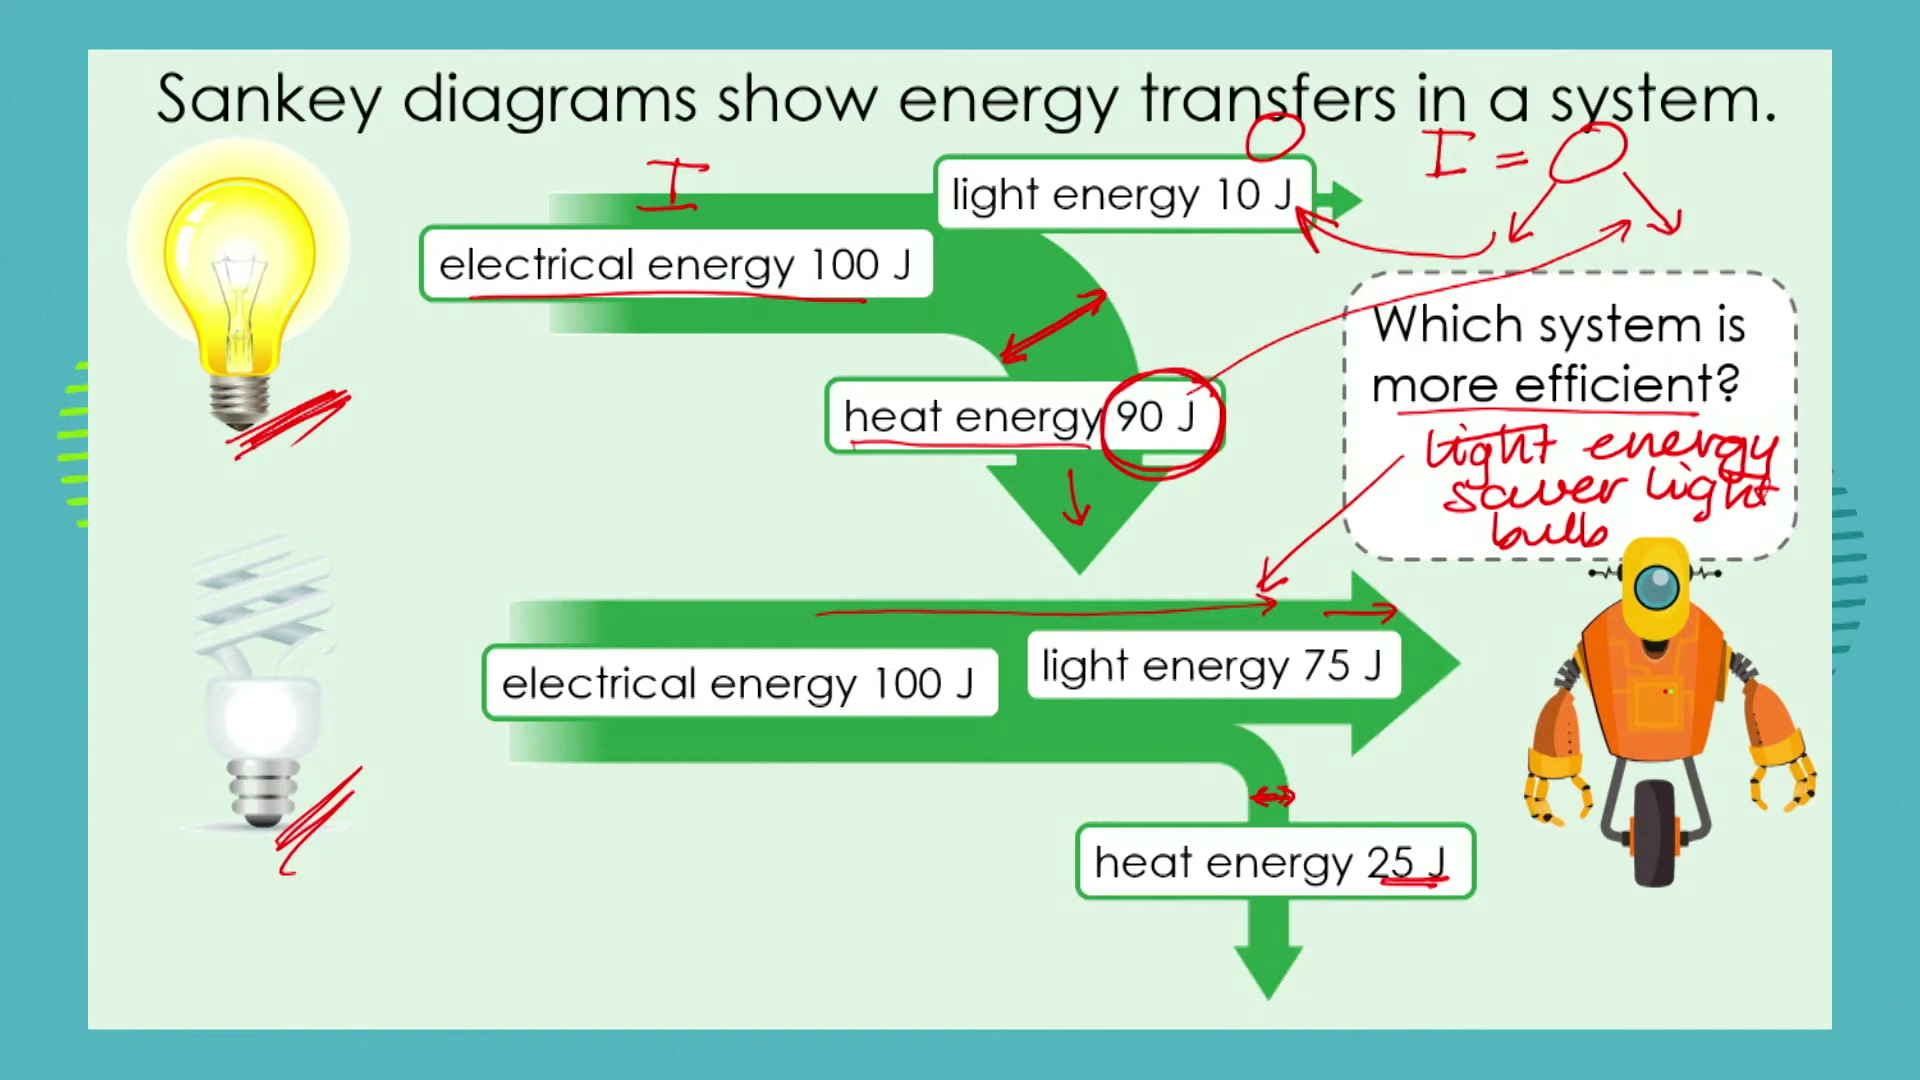 Sankey diagrams show energy transfers in a system.
I
O
I = O
light energy 10 J
electrical energy 100 J
heat energy 90 J
Which system is
more efficient?
light energy
saver light
bulb
electrical energy 100 J
light energy 75 J
heat energy 25 J